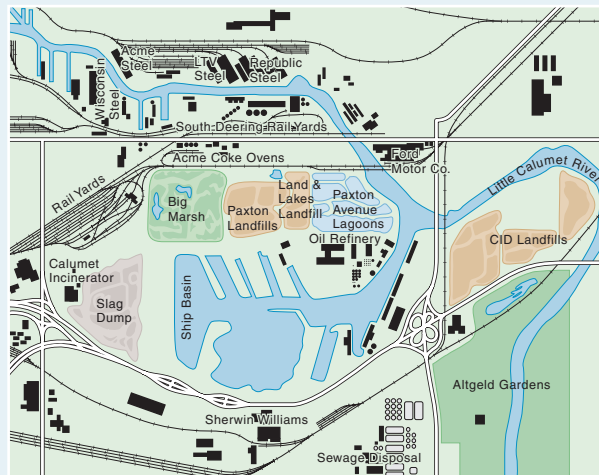 Acme
Steel
LTV
Steel
Republic
Steel
Wisconsin
Steel
South Deering Rail Yards
Acme Coke Ovens
Ford
Motor Co.
Rail Yards
Big
Marsh
Paxton
Landfills
Land &
Lakes
Landfill
Paxton
Avenue
Lagoons
Oil Refinery
Little Calumet River
CID Landfills
Calumet
Incinerator
Slag
Dump
Ship Basin
Altgeld Gardens
Sherwin Williams
Sewage Disposal